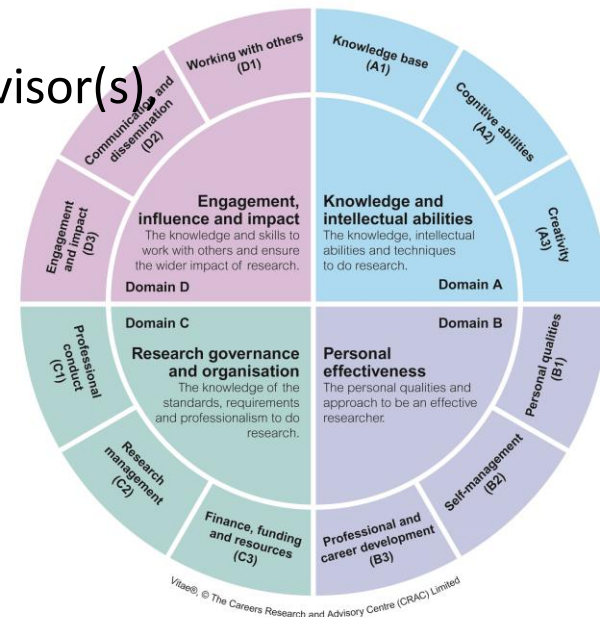 visor(s),
Working with others
(D1)
Knowledge base
(A1)
Communication and
dissemination
(D2)
Cognitive abilities
(A2)
Engagement
and impact
(D3)
Creativity
(A3)
Engagement,
influence and impact
The knowledge and skills to
work with others and ensure
the wider impact of research.
Domain D
Knowledge and
intellectual abilities
The knowledge, intellectual
abilities and techniques
to do research.
Domain A
Domain C
Research governance
and organisation
The knowledge of the
standards, requirements
and professionalism to do
research.
Domain B
Personal
effectiveness
The personal qualities and
approach to be an effective
researcher.
Professional
conduct
(C1)
Personal qualities
(B1)
Research
management
(C2)
Self-management
(B2)
Finance, funding
and resources
(C3)
Professional and
career development
(B3)
Vitae®, © The Careers Research and Advisory Centre (CRAC) Limited